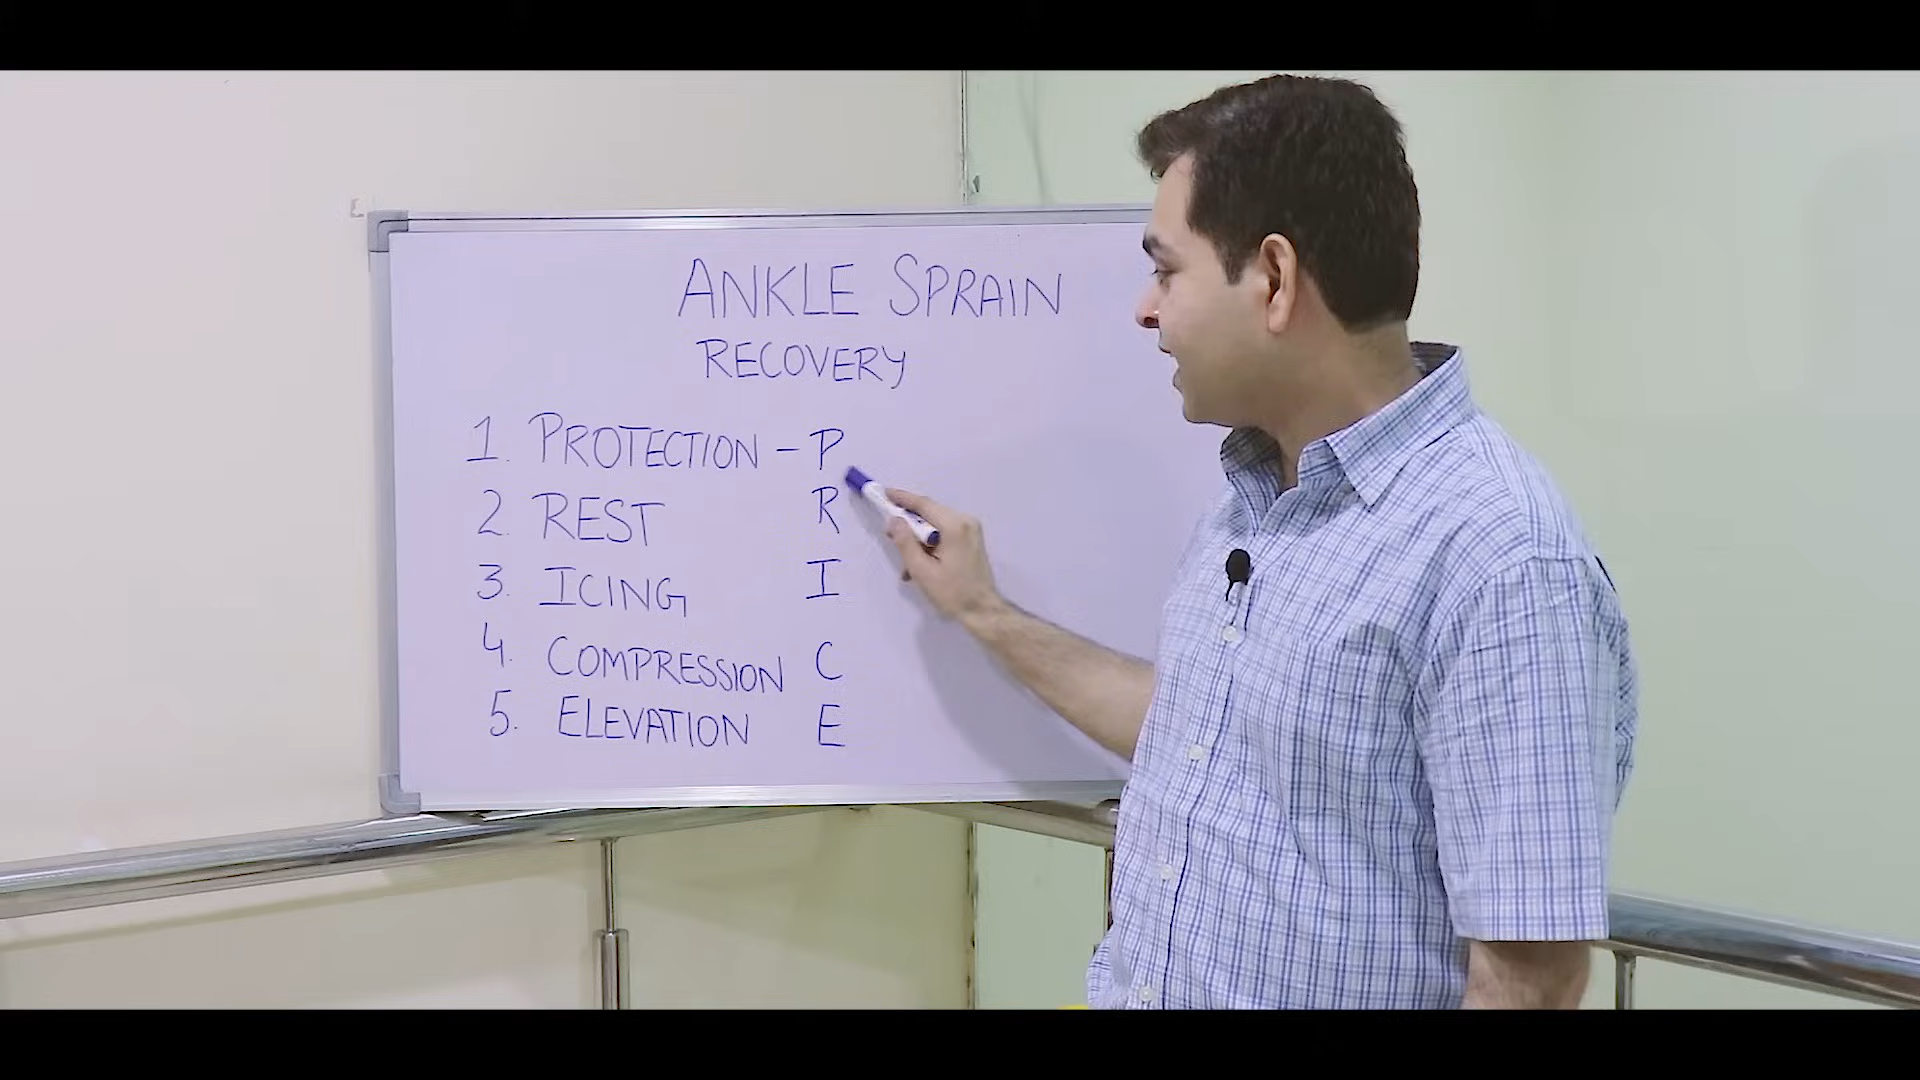 ANKLE SPRAIN
RECOVERY
1. PROTECTION - P
2. REST R
3. ICING I
4. COMPRESSION C
5. ELEVATION E